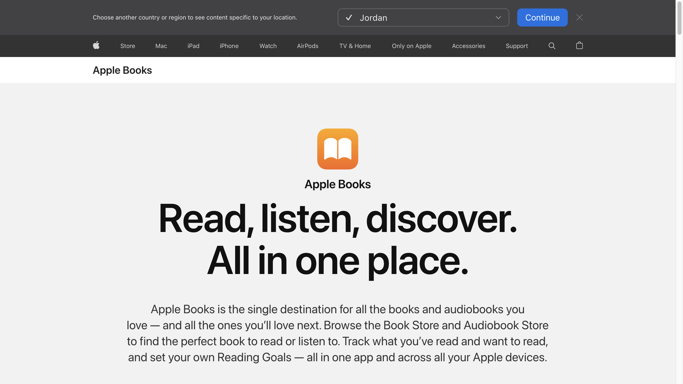 Choose another country or region to see content specific to your location.
Jordan
Continue
Store Mac iPad iPhone Watch AirPods TV & Home Only on Apple Accessories Support
Apple Books
Apple Books
Read, listen, discover.
All in one place.
Apple Books is the single destination for all the books and audiobooks you
love — and all the ones you’ll love next. Browse the Book Store and Audiobook Store
to find the perfect book to read or listen to. Track what you’ve read and want to read,
and set your own Reading Goals — all in one app and across all your Apple devices.